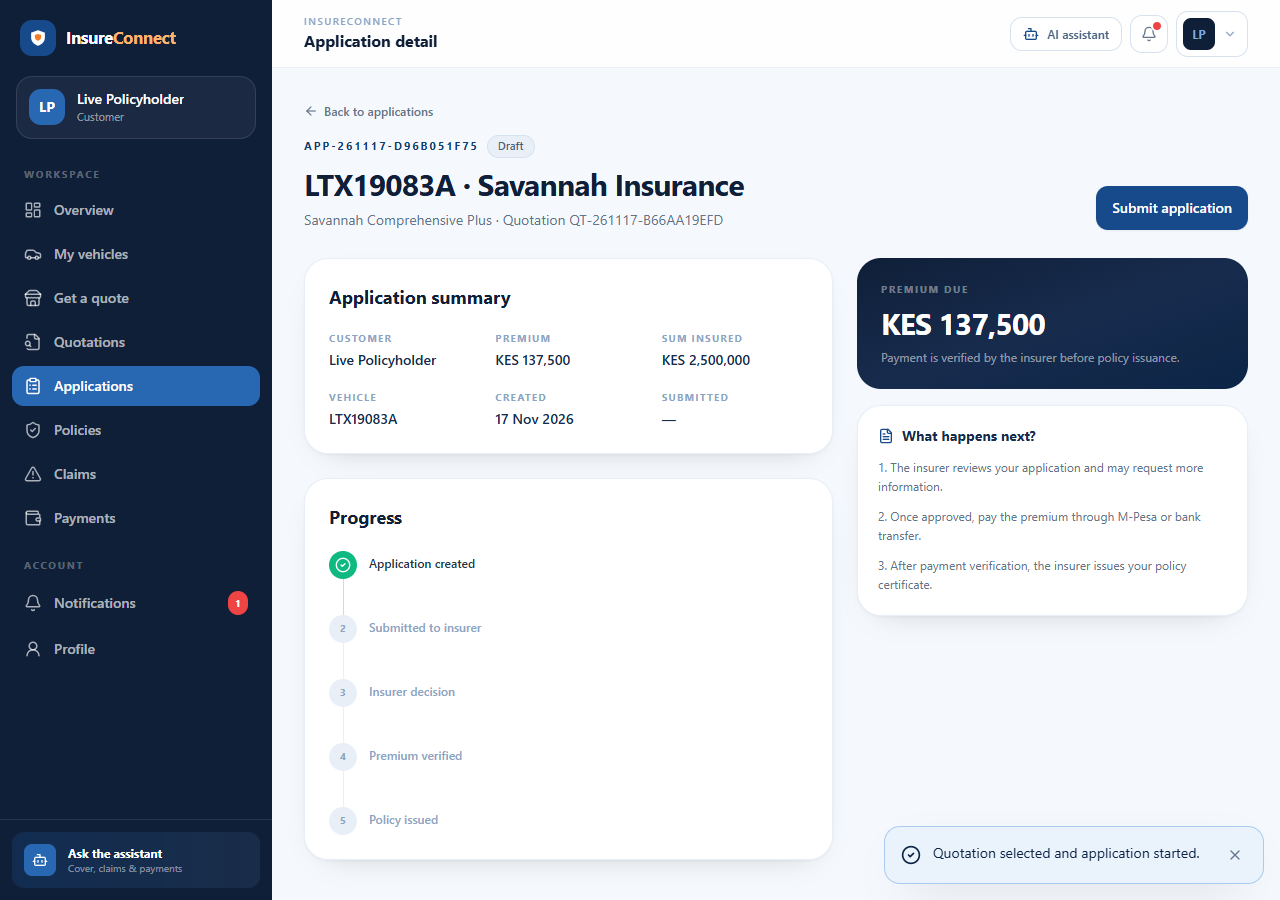 InsureConnect
LP
Live Policyholder
Customer
WORKSPACE
Overview
My vehicles
Get a quote
Quotations
Applications
Policies
Claims
Payments
ACCOUNT
Notifications
1
Profile
Ask the assistant
Cover, claims & payments
INSURECONNECT
Application detail
AI assistant
LP
Back to applications
APP-261117-D96B051F75
Draft
LTX19083A · Savannah Insurance
Savannah Comprehensive Plus · Quotation QT-261117-B66AA19EFD
Submit application
Application summary
CUSTOMER
Live Policyholder
PREMIUM
KES 137,500
SUM INSURED
KES 2,500,000
VEHICLE
LTX19083A
CREATED
17 Nov 2026
SUBMITTED
—
Progress
Application created
2
Submitted to insurer
3
Insurer decision
4
Premium verified
5
Policy issued
PREMIUM DUE
KES 137,500
Payment is verified by the insurer before policy issuance.
What happens next?
1. The insurer reviews your application and may request more
information.
2. Once approved, pay the premium through M-Pesa or bank
transfer.
3. After payment verification, the insurer issues your policy
certificate.
Quotation selected and application started.